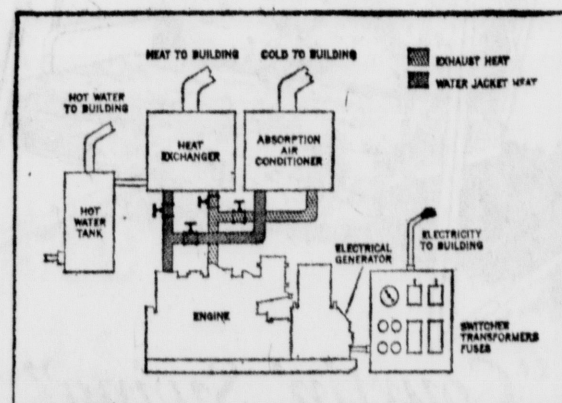 HEAT TO BUILDING
COLD TO BUILDING
EXHAUST HEAT
WATER JACKET HEAT
HOT WATER
TO BUILDING
HEAT
EXCHANGER
ABSORPTION
AIR
CONDITIONER
HOT
WATER
TANK
ELECTRICITY
TO BUILDING
ELECTRICAL
GENERATOR
ENGINE
SWITCHES
TRANSFORMERS
FUSES